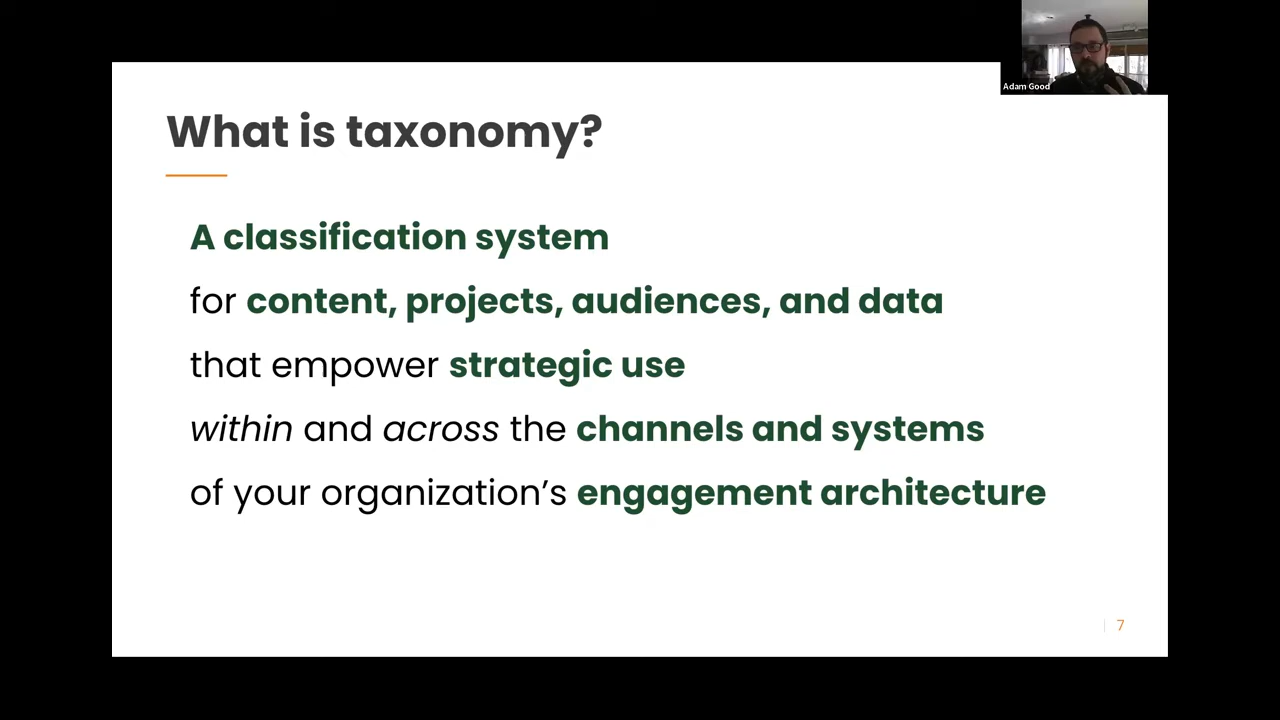 Adam Good
What is taxonomy?
A classification system
for content, projects, audiences, and data
that empower strategic use
within and across the channels and systems
of your organization’s engagement architecture
7